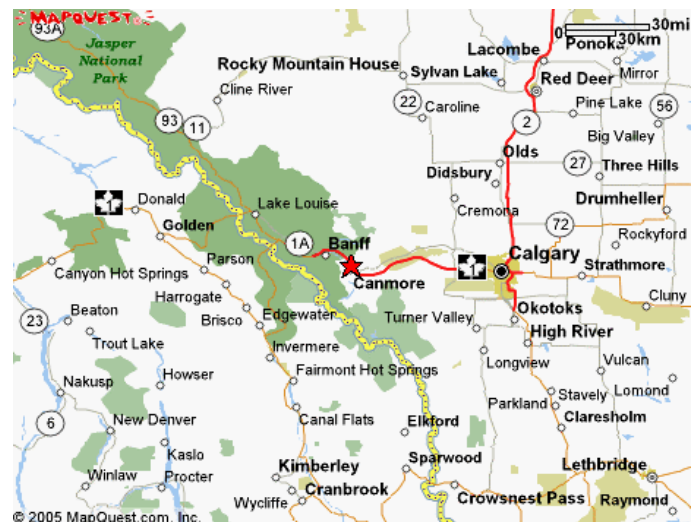 MAPQUEST
30mi
30km
93A
Jasper
National
Park
Rocky Mountain House
Cline River
Lacombe
Ponoka
Sylvan Lake
Mirror
Red Deer
22
Caroline
Pine Lake
56
93
11
2
Big Valley
Olds
27
Three Hills
Didsbury
Drumheller
1
Donald
Lake Louise
Cremona
72
Golden
Rockyford
1A
Banff
Calgary
1
Parson
Canyon Hot Springs
Canmore
Strathmore
Harrogate
Cluny
23
Beaton
Brisco
Edgewater
Turner Valley
Okotoks
High River
Trout Lake
Invermere
Longview
Vulcan
Howser
Fairmont Hot Springs
Nakusp
Stavely
Lomond
Parkland
6
New Denver
Canal Flats
Elkford
Claresholm
Kaslo
Kimberley
Sparwood
Lethbridge
Winlaw
Procter
Cranbrook
Crowsnest Pass
Wycliffe
Raymond
© 2005 MapQuest.com, Inc.